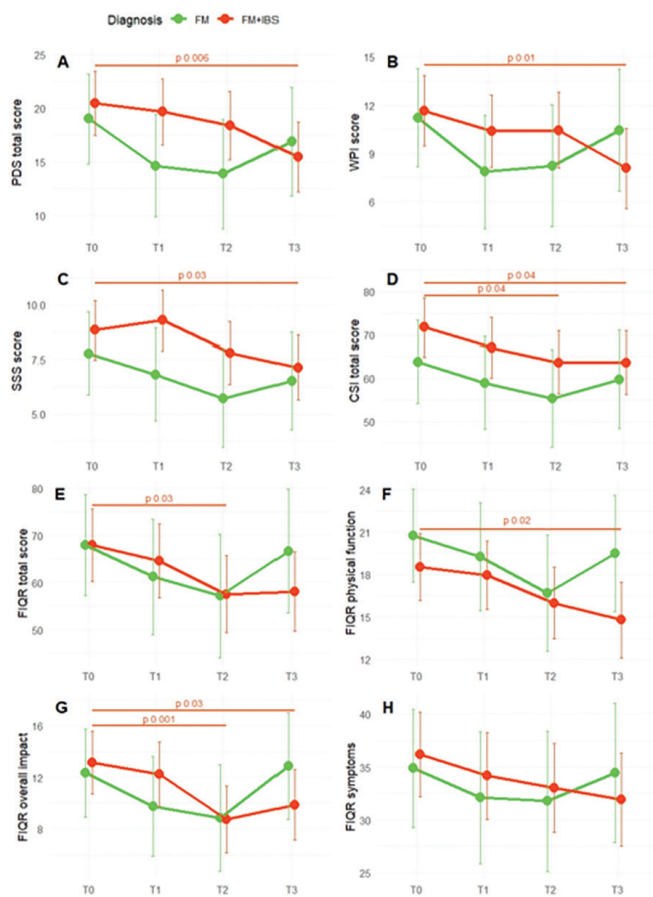 Diagnosis FM FM+IBS
A
p 0.006
PDS total score
25
20
15
10
T0 T1 T2 T3
B
p 0.01
WPI score
15
12
9
6
T0 T1 T2 T3
C
p 0.03
SSS score
10.0
7.5
5.0
T0 T1 T2 T3
D
p 0.04
p 0.04
CSI total score
80
70
60
50
T0 T1 T2 T3
E
p 0.03
FIQR total score
80
70
60
50
T0 T1 T2 T3
F
p 0.02
FIQR physical function
24
21
18
15
12
T0 T1 T2 T3
G
p 0.03
p 0.001
FIQR overall impact
16
12
8
T0 T1 T2 T3
H
FIQR symptoms
40
35
30
25
T0 T1 T2 T3